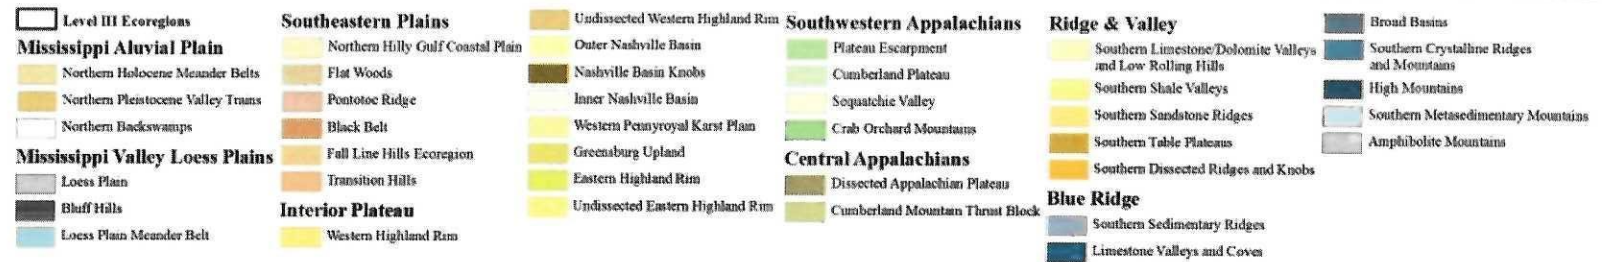 Level III Ecoregions
Mississippi Aluvial Plain
Northern Holocene Meander Belts
Northern Pleistocene Valley Trans
Northern Backswamps
Mississippi Valley Loess Plains
Loess Plain
Bluff Hills
Loess Plain Meander Belt
Southeastern Plains
Northern Hilly Gulf Coastal Plain
Flat Woods
Pontotoc Ridge
Black Belt
Fall Line Hills Ecoregion
Transition Hills
Interior Plateau
Western Highland Rim
Undissected Western Highland Rim
Outer Nashville Basin
Nashville Basin Knobs
Inner Nashville Basin
Western Pennyroyal Karst Plain
Greensburg Upland
Eastern Highland Rim
Undissected Eastern Highland Rim
Southwestern Appalachians
Plateau Escarpment
Cumberland Plateau
Sequatchie Valley
Crab Orchard Mountains
Central Appalachians
Dissected Appalachian Plateau
Cumberland Mountain Thrust Block
Ridge & Valley
Southern Limestone/Dolomite Valleys
and Low Rolling Hills
Southern Shale Valleys
Southern Sandstone Ridges
Southern Table Plateaus
Southern Dissected Ridges and Knobs
Blue Ridge
Southern Sedimentary Ridges
Limestone Valleys and Coves
Broad Basins
Southern Crystalline Ridges
and Mountains
High Mountains
Southern Metasedimentary Mountains
Amphibolite Mountains